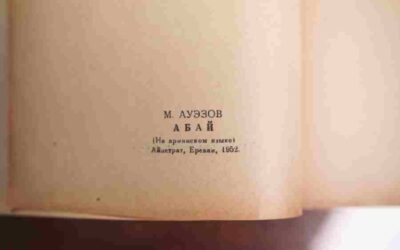 М. АУЭЗОВ
АБАЙ
(На армянском языке)
Айпетрат, Ереван, 1952.